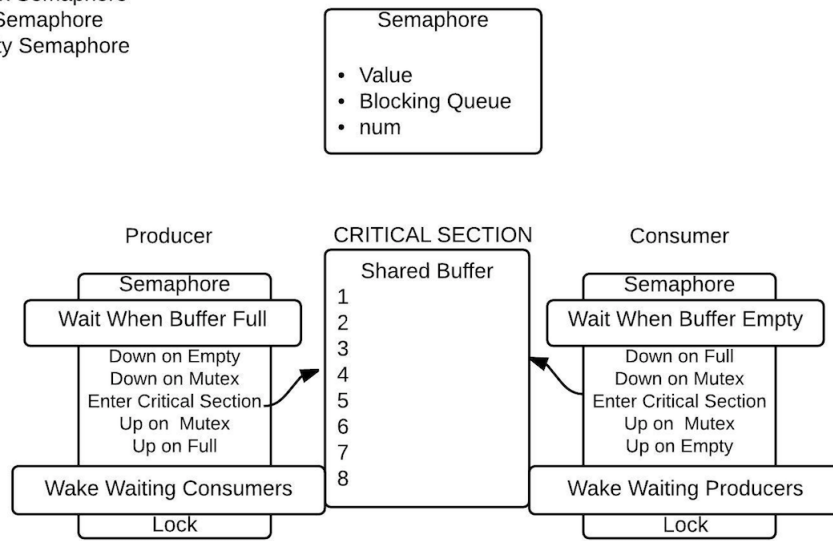 Semaphore
Semaphore
ty Semaphore
Semaphore
• Value
• Blocking Queue
• num
Producer
CRITICAL SECTION
Consumer
Semaphore
Wait When Buffer Full
Down on Empty
Down on Mutex
Enter Critical Section
Up on Mutex
Up on Full
Wake Waiting Consumers
Lock
Shared Buffer
1
2
3
4
5
6
7
8
Semaphore
Wait When Buffer Empty
Down on Full
Down on Mutex
Enter Critical Section
Up on Mutex
Up on Empty
Wake Waiting Producers
Lock